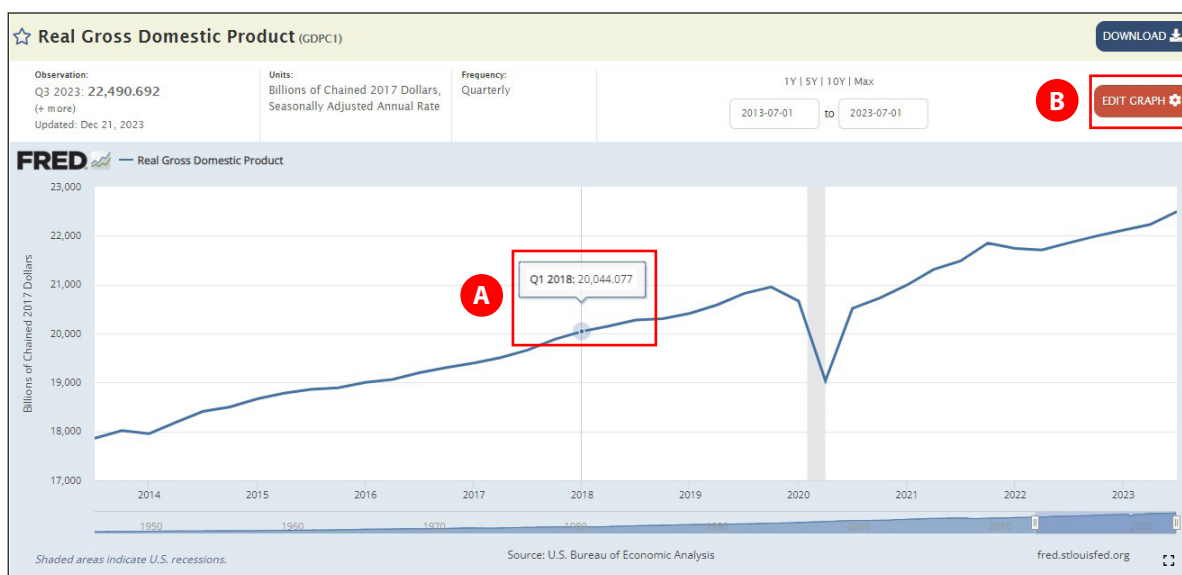 Real Gross Domestic Product (GDPC1)
DOWNLOAD
Observation:
Q3 2023: 22,490.692
(+ more)
Updated: Dec 21, 2023
Units:
Billions of Chained 2017 Dollars,
Seasonally Adjusted Annual Rate
Frequency:
Quarterly
1Y | 5Y | 10Y | Max
2013-07-01 to 2023-07-01
B
EDIT GRAPH
FRED
Real Gross Domestic Product
Billions of Chained 2017 Dollars
23,000
22,000
21,000
20,000
19,000
18,000
17,000
A
Q1 2018: 20,044.077
2014 2015 2016 2017 2018 2019 2020 2021 2022 2023
1950 1960 1970 1980 1990 2000 2010 2020
Shaded areas indicate U.S. recessions.
Source: U.S. Bureau of Economic Analysis
fred.stlouisfed.org